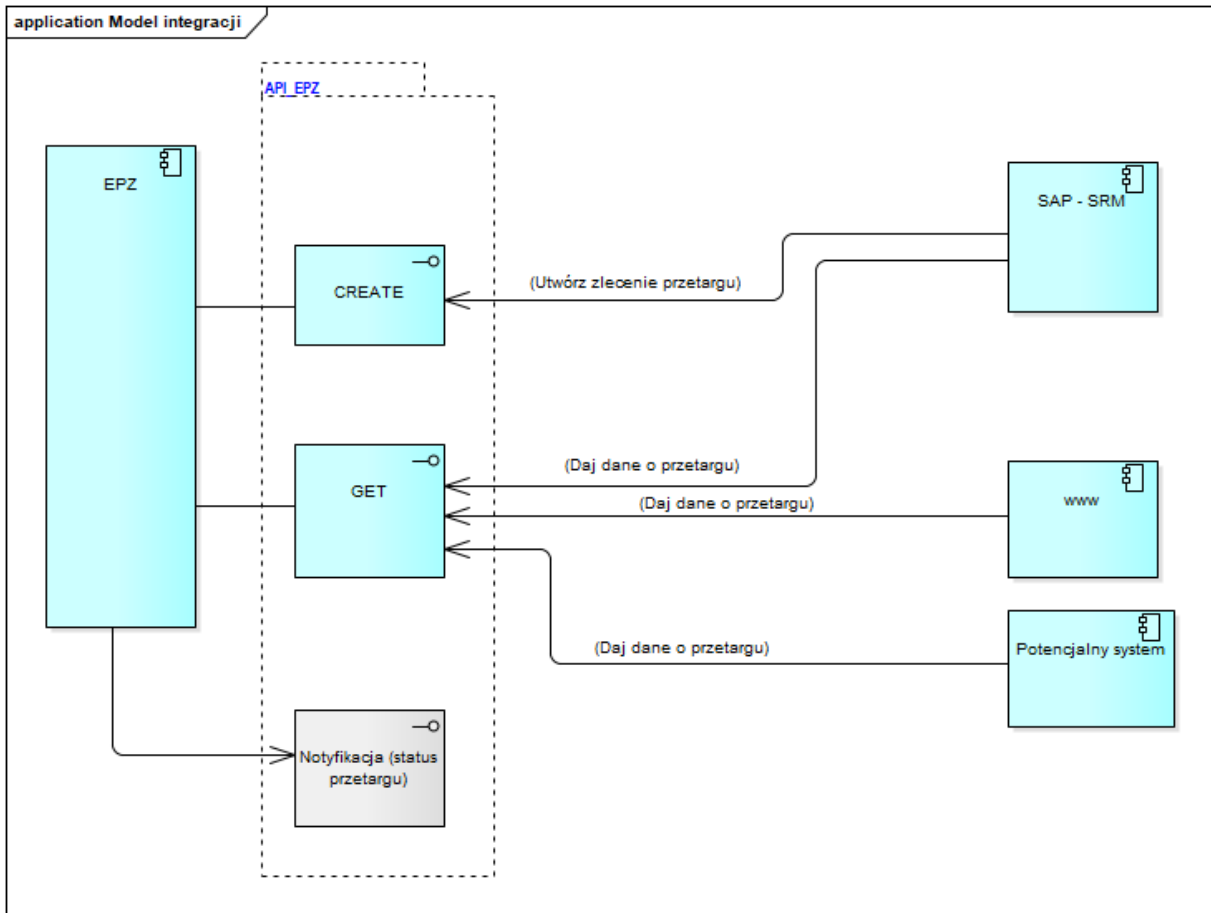 application Model integracji
API_EPZ
EPZ
SAP - SRM
CREATE
(Utwórz zlecenie przetargu)
(Daj dane o przetargu)
GET
(Daj dane o przetargu)
www
(Daj dane o przetargu)
Potencjalny system
Notyfikacja (status
przetargu)